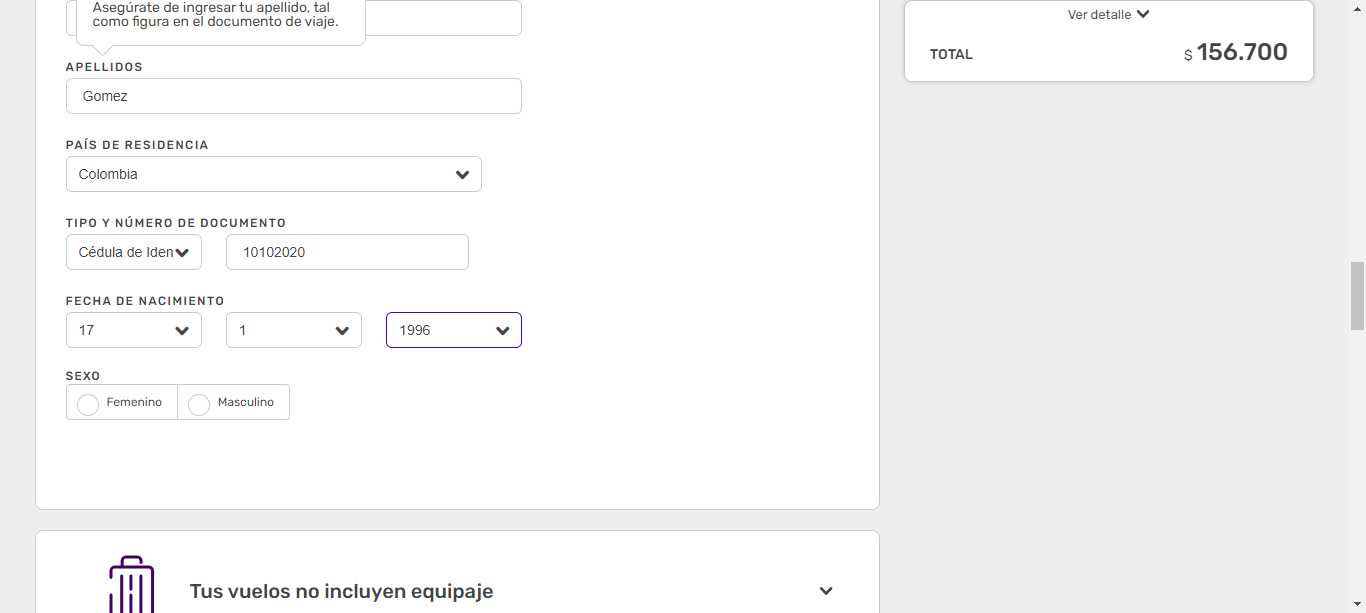 Asegúrate de ingresar tu apellido, tal
como figura en el documento de viaje.
APELLIDOS
Gomez
PAÍS DE RESIDENCIA
Colombia
TIPO Y NÚMERO DE DOCUMENTO
Cédula de Iden 10102020
FECHA DE NACIMIENTO
17 1 1996
SEXO
Femenino Masculino
Tus vuelos no incluyen equipaje
Ver detalle
TOTAL $ 156.700